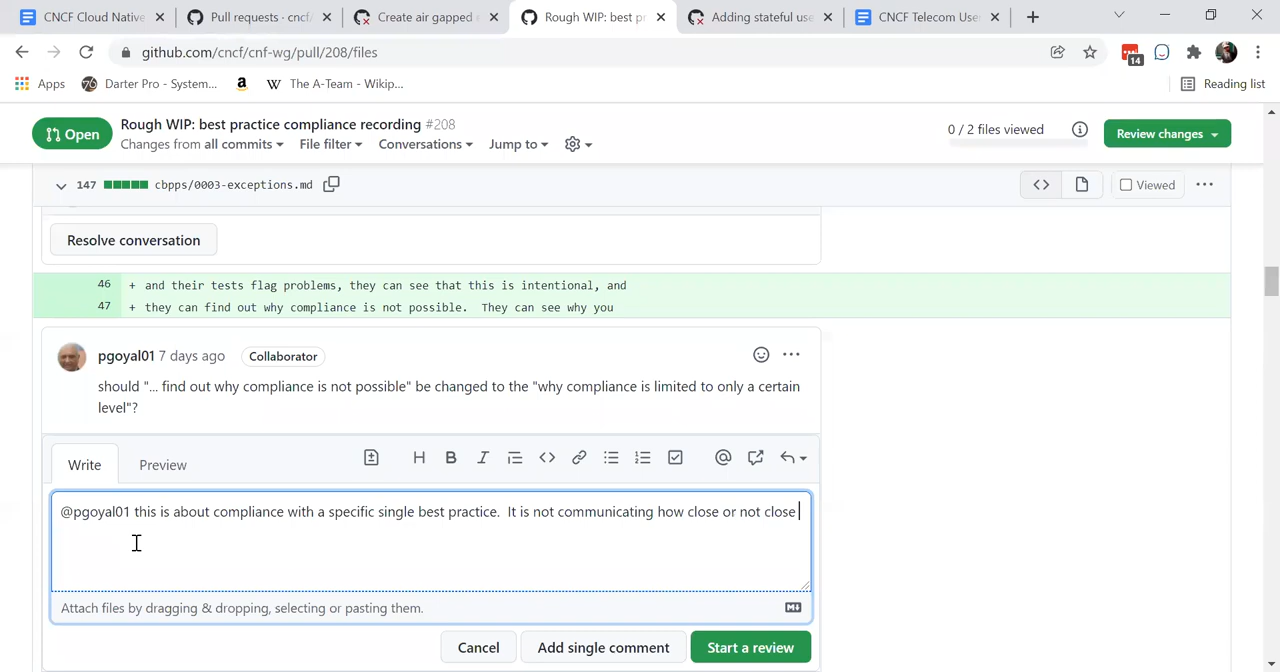 CNCF Cloud Native
Pull requests · cncf/
Create air gapped s
Rough WIP: best pr
Adding stateful use
CNCF Telecom Use
github.com/cncf/cnf-wg/pull/208/files
14
Apps
Darter Pro - System...
The A-Team - Wikip...
Reading list
Open
Rough WIP: best practice compliance recording #208
Changes from all commits
File filter
Conversations
Jump to
0 / 2 files viewed
Review changes
147
cbpps/0003-exceptions.md
Viewed
Resolve conversation
46 + and their tests flag problems, they can see that this is intentional, and
47 + they can find out why compliance is not possible.  They can see why you
pgoyal01 7 days ago
Collaborator
should "... find out why compliance is not possible" be changed to the "why compliance is limited to only a certain
level"?
Write
Preview
@pgoyal01 this is about compliance with a specific single best practice.  It is not communicating how close or not close
Attach files by dragging & dropping, selecting or pasting them.
Cancel
Add single comment
Start a review